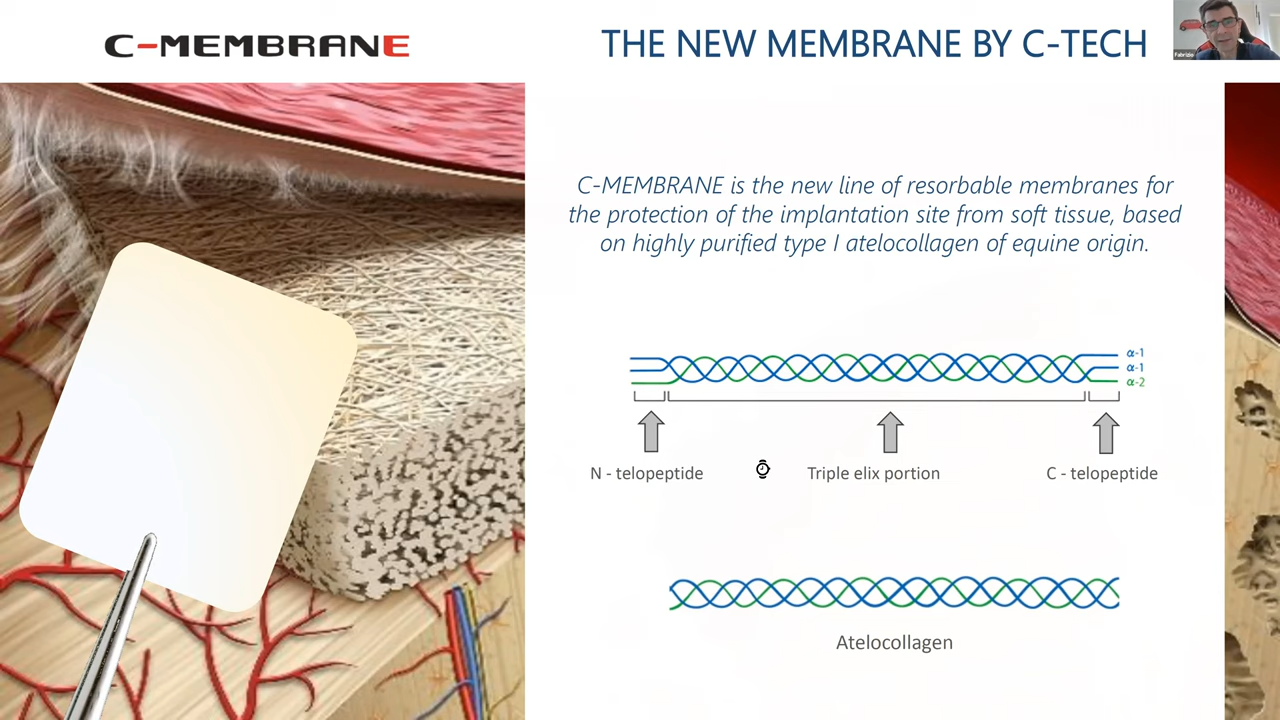 C-MEMBRANE
THE NEW MEMBRANE BY C-TECH
Fabrizio
C-MEMBRANE is the new line of resorbable membranes for
the protection of the implantation site from soft tissue, based
on highly purified type I atelocollagen of equine origin.
α-1
α-1
α-2
N - telopeptide
Triple elix portion
C - telopeptide
Atelocollagen